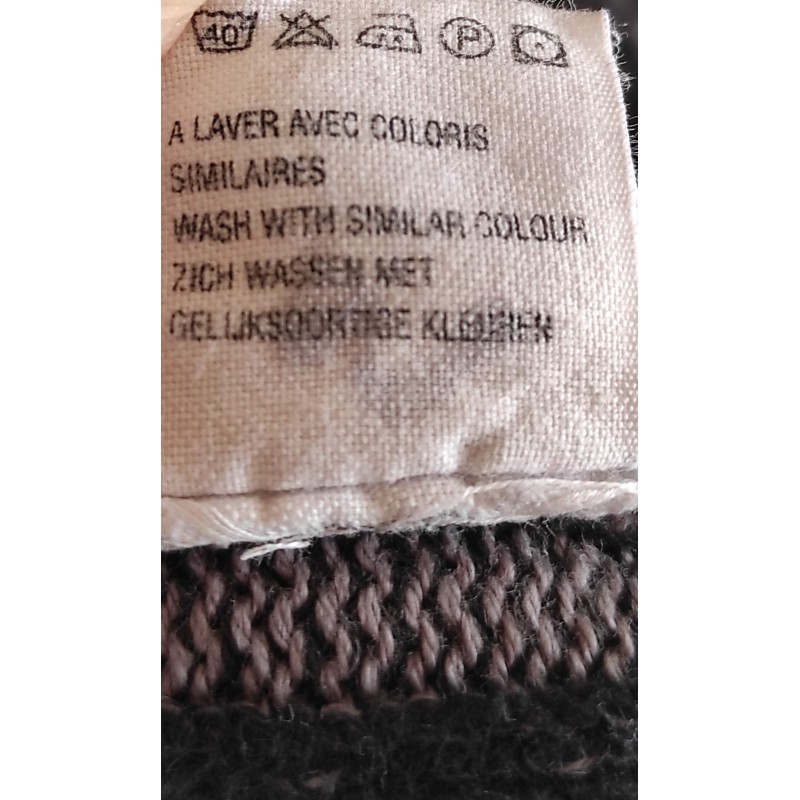 40
P
A LAVER AVEC COLORIS
SIMILAIRES
WASH WITH SIMILAR COLOUR
ZICH WASSEN MET
GELIJKSOORTIGE KLEUREN